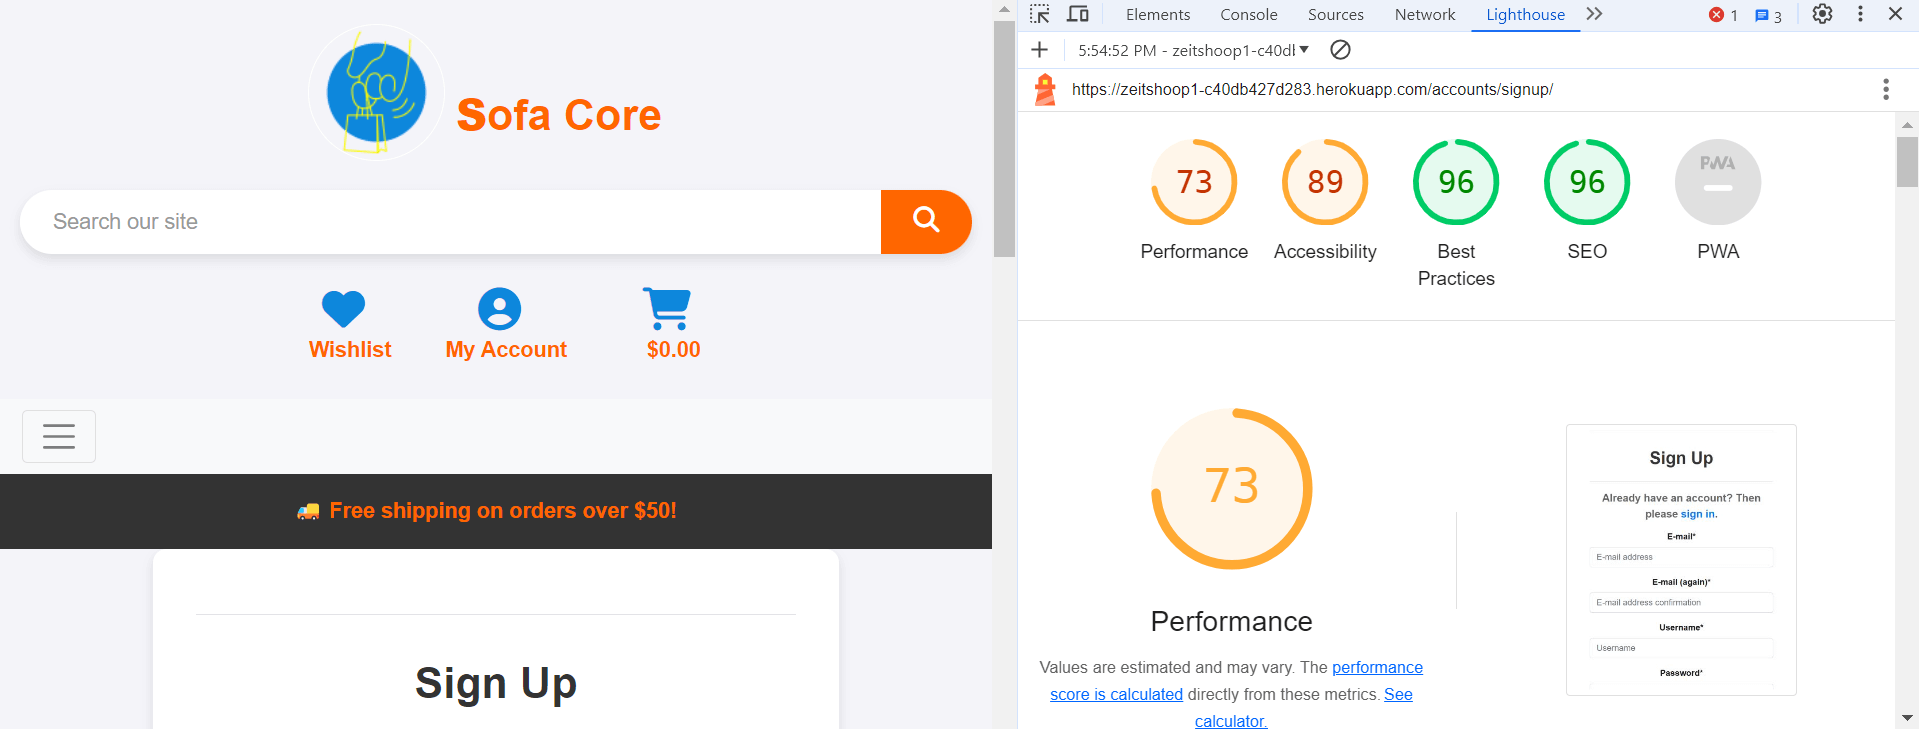 Sofa Core
Search our site
Wishlist
My Account
$0.00
🚚 Free shipping on orders over $50!
Sign Up
Elements Console Sources Network Lighthouse 1 3
5:54:52 PM - zeitshoop1-c40dl
https://zeitshoop1-c40db427d283.herokuapp.com/accounts/signup/
73
Performance
89
Accessibility
96
Best
Practices
96
SEO
PWA
PWA
73
Performance
Values are estimated and may vary. The performance
score is calculated directly from these metrics. See
calculator.
Sign Up
Already have an account? Then
please sign in.
E-mail*
E-mail address
E-mail (again)*
E-mail address confirmation
Username*
Username
Password*